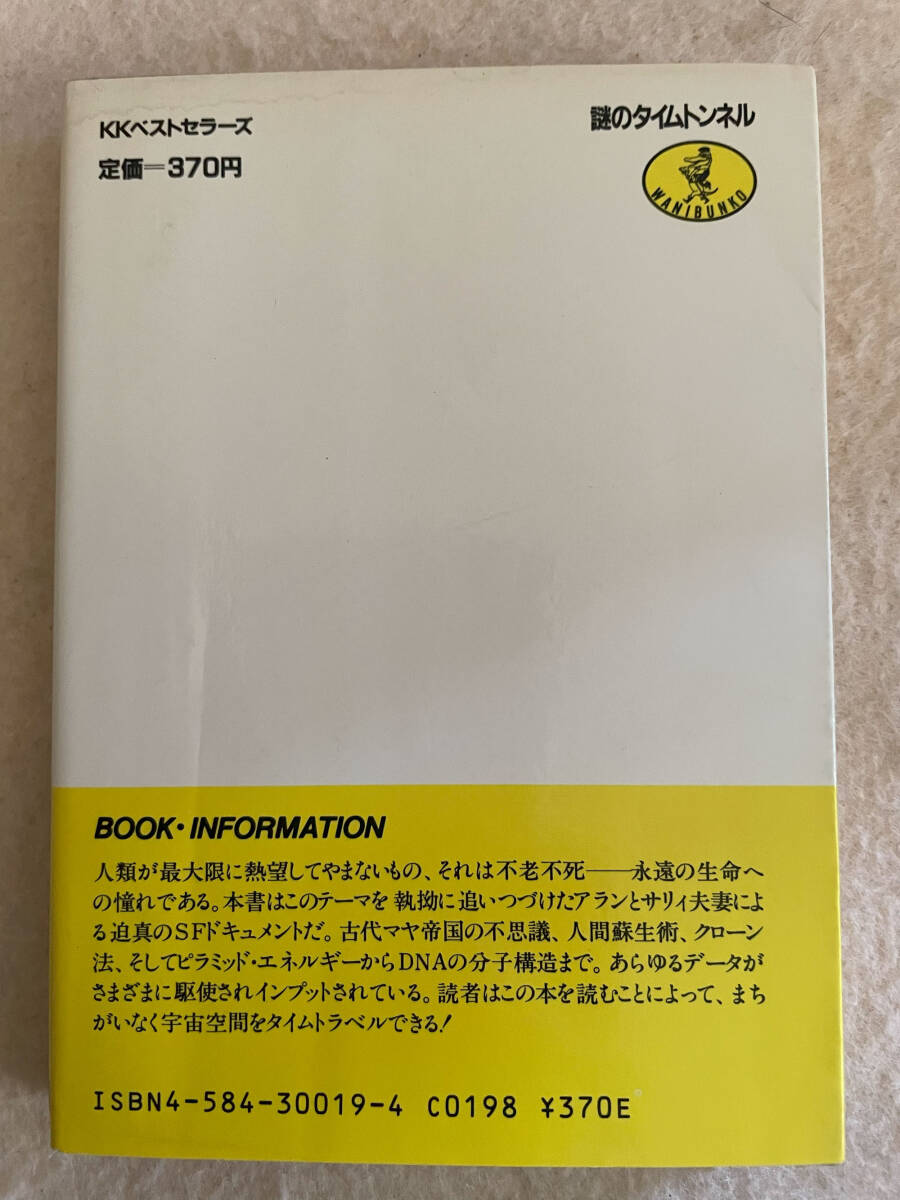 KKベストセラーズ
定価=370円
謎のタイムトンネル
WANIBUNKO
BOOK・INFORMATION
人類が最大限に熱望してやまないもの、それは不老不死――永遠の生命へ
の憧れである。本書はこのテーマを執拗に追いつづけたアランとサリィ夫妻によ
る迫真のSFドキュメントだ。古代マヤ帝国の不思議、人間蘇生術、クローン
法、そしてピラミッド・エネルギーからDNAの分子構造まで。あらゆるデータが
さまざまに駆使されインプットされている。読者はこの本を読むことによって、まち
がいなく宇宙空間をタイムトラベルできる!
ISBN4-584-30019-4 C0198 ¥370E